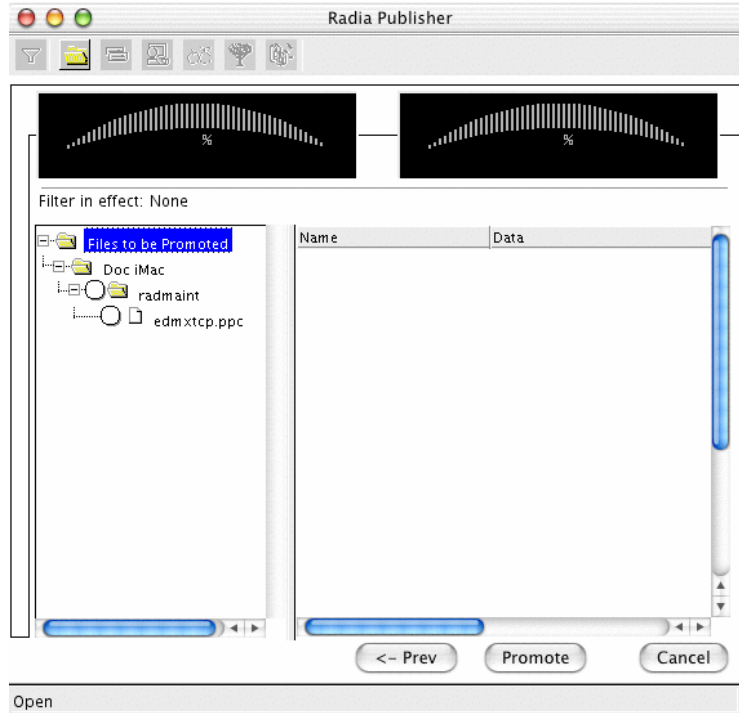 Radia Publisher
% %
Filter in effect: None
Files to be Promoted
Doc iMac
radmaint
edmxtcp.ppc
Name Data
<- Prev Promote Cancel
Open